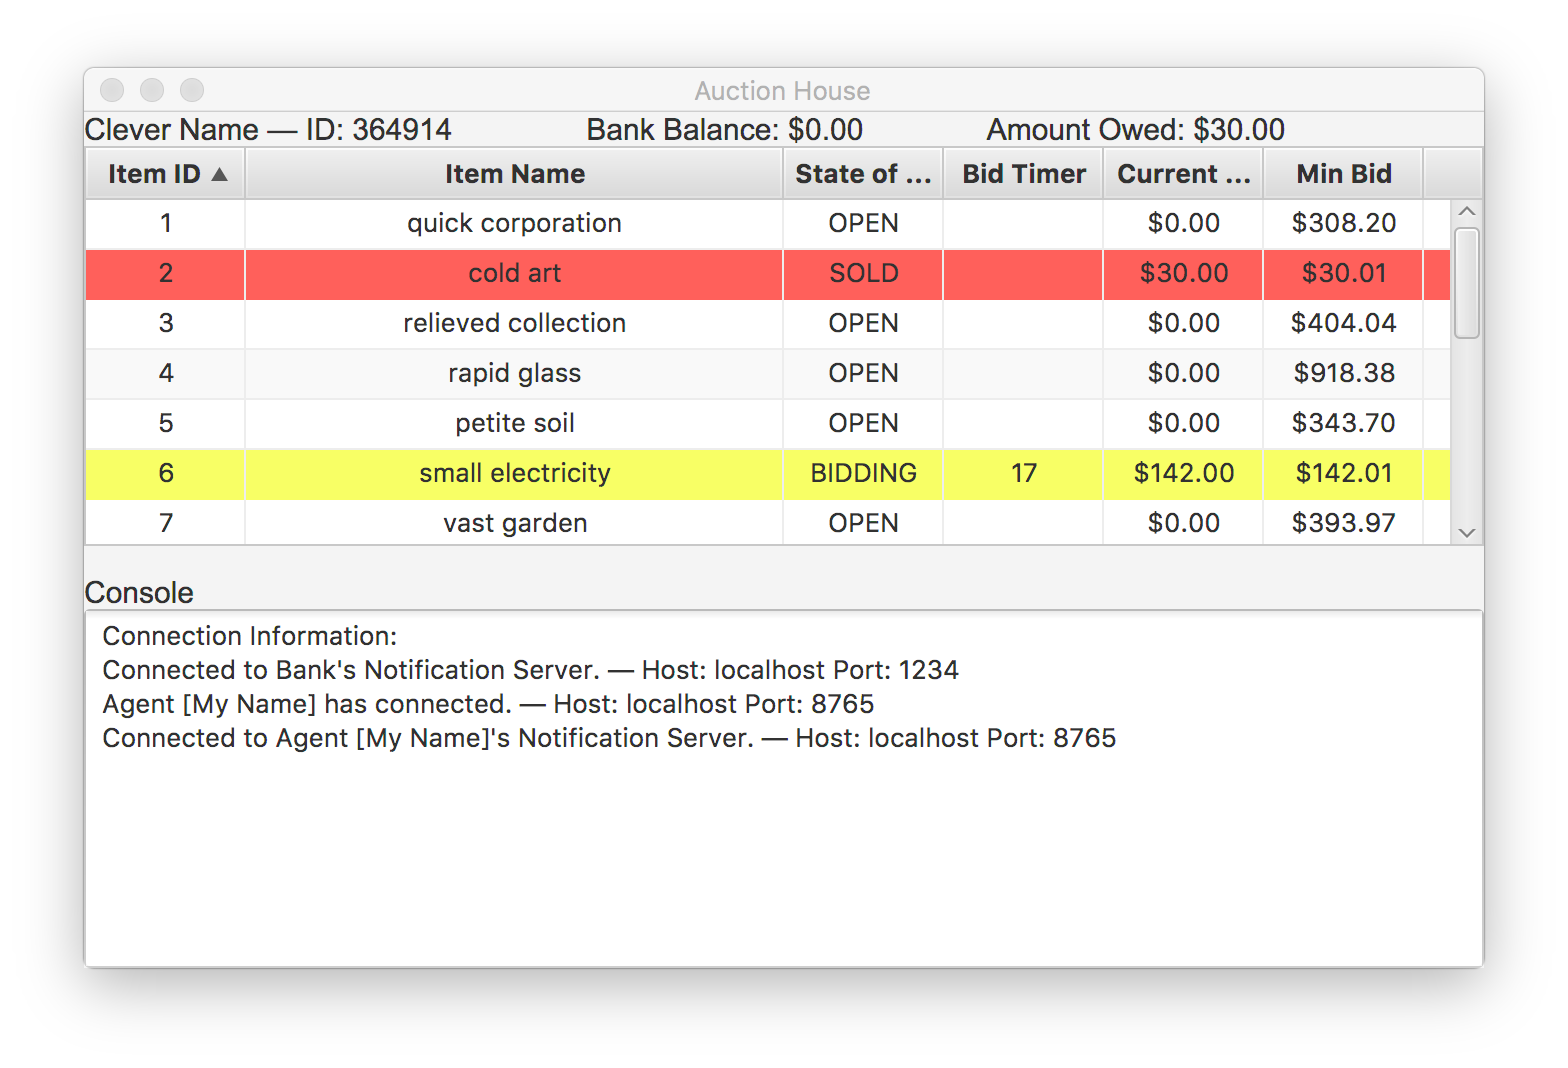 Auction House
Clever Name — ID: 364914 Bank Balance: $0.00 Amount Owed: $30.00
Item ID ▲ Item Name State of ... Bid Timer Current ... Min Bid
1 quick corporation OPEN $0.00 $308.20
2 cold art SOLD $30.00 $30.01
3 relieved collection OPEN $0.00 $404.04
4 rapid glass OPEN $0.00 $918.38
5 petite soil OPEN $0.00 $343.70
6 small electricity BIDDING 17 $142.00 $142.01
7 vast garden OPEN $0.00 $393.97
Console
Connection Information:
Connected to Bank's Notification Server. — Host: localhost Port: 1234
Agent [My Name] has connected. — Host: localhost Port: 8765
Connected to Agent [My Name]'s Notification Server. — Host: localhost Port: 8765